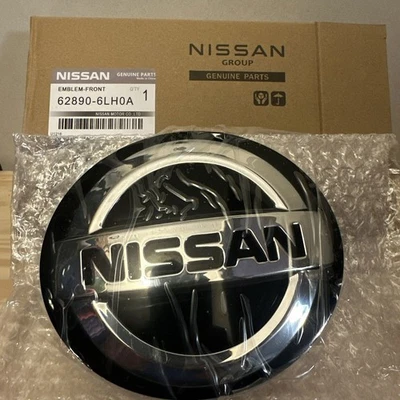 NISSAN
GROUP
GENUINE PARTS
NISSAN GENUINE PARTS
EMBLEM-FRONT QTY
62890-6LH0A 1
NISSAN MOTOR CO.,LTD.
NISSAN